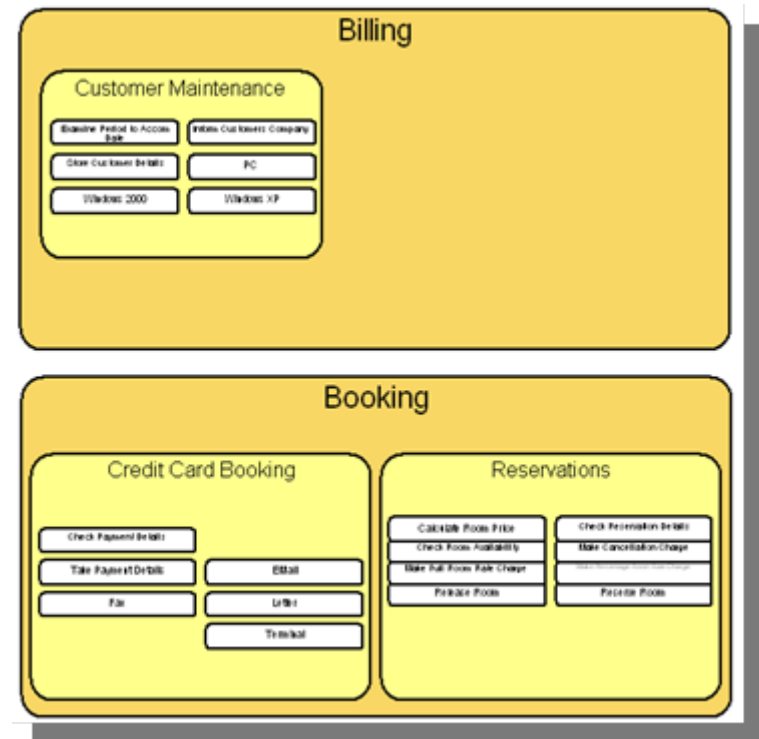 Billing
Customer Maintenance
Examine Period to Accom
Date
Inform Customers Company
Store Customer Details
PC
Windows 2000
Windows XP
Booking
Credit Card Booking
Check Payment Details
Take Payment Details
EMail
Fax
Letter
Terminal
Reservations
Calculate Room Price
Check Reservation Details
Check Room Availability
Make Cancellation Charge
Make Full Room Rate Charge
Release Room
Reserve Room